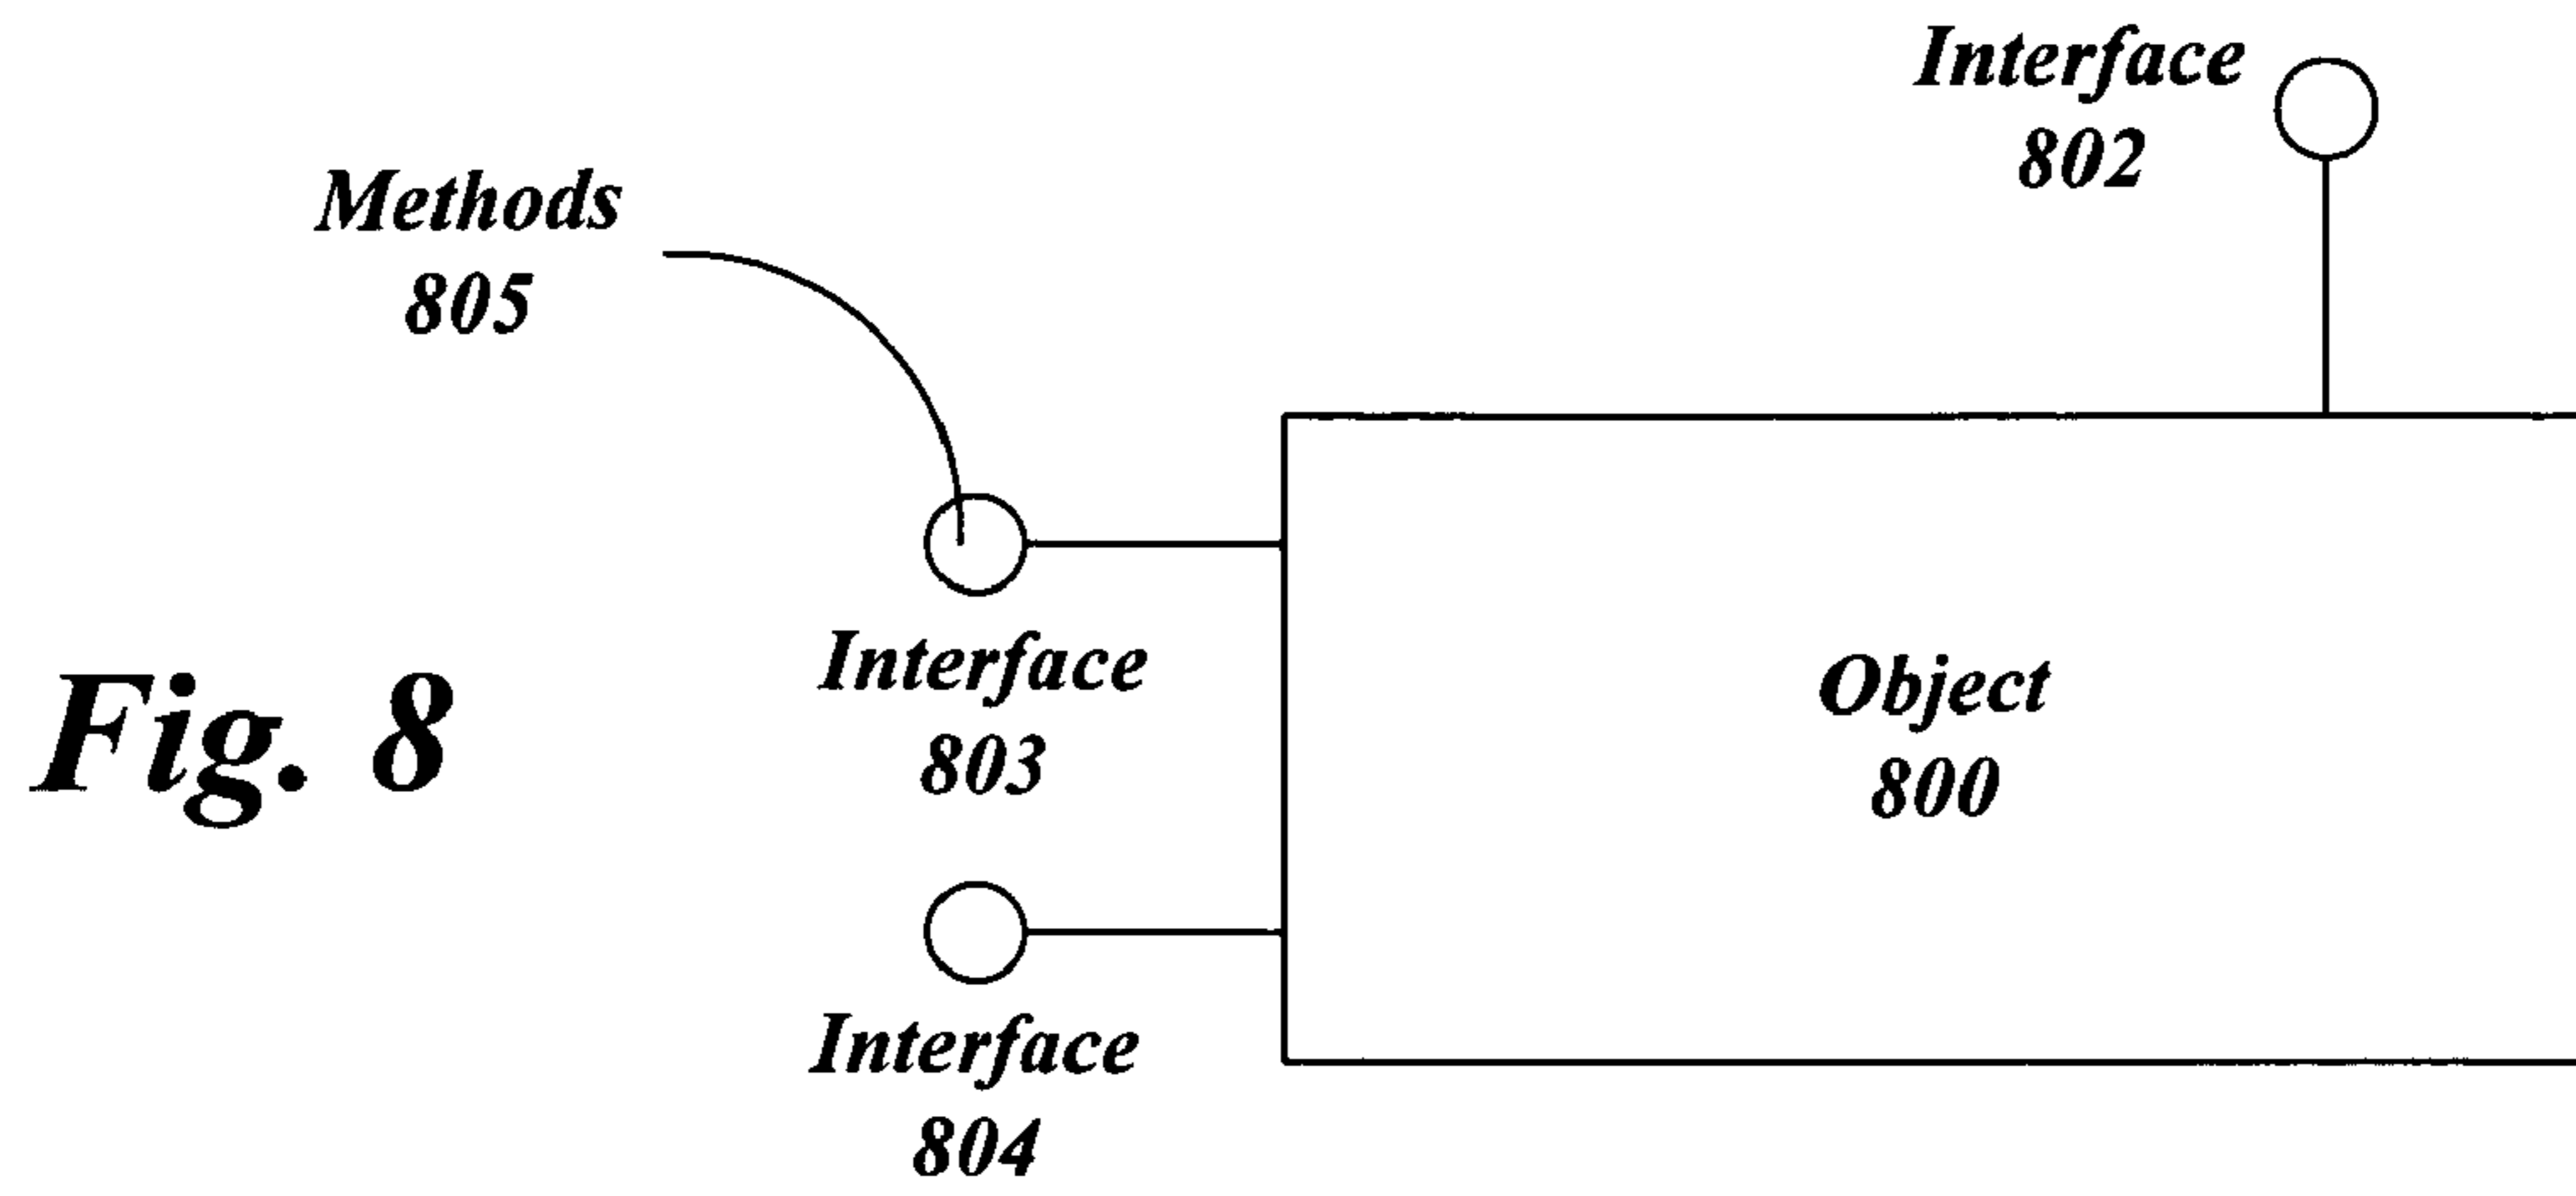 Interface
802
Methods
805
Interface
803
Object
800
Fig. 8
Interface
804